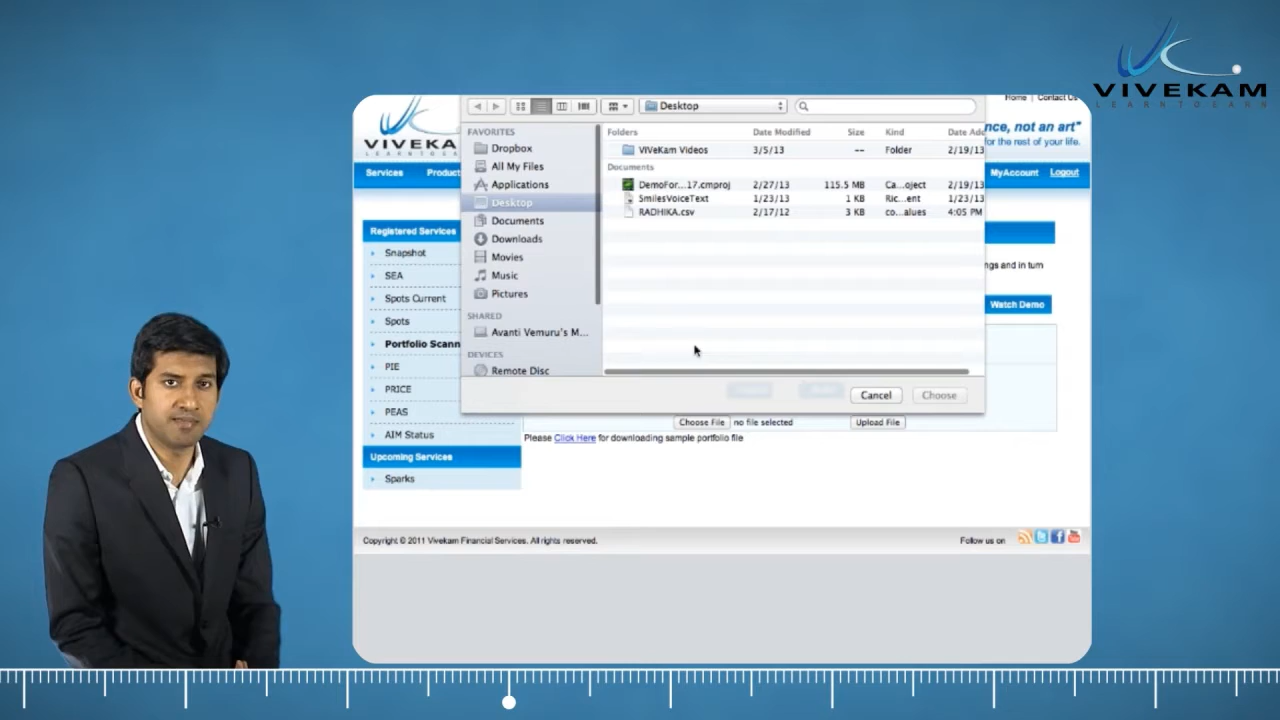 VIVEKAM
LEARN TO EARN
Desktop
Home | Contact Us
VIVEKA
nce, not an art"
for the rest of your life.
Services Product
MyAccount Logout
FAVORITES
Dropbox
All My Files
Applications
Desktop
Documents
Downloads
Movies
Music
Pictures
SHARED
Avanti Vemuru's M...
DEVICES
Remote Disc
Folders Date Modified Size Kind Date Ad
ViVeKam Videos 3/5/13 -- Folder 2/19/13
Documents
DemoFor...17.cmproj 2/27/13 115.5 MB Ca...oject 2/19/13
SmilesVoiceText 1/23/13 1 KB Ric...ent 1/23/13
RADHIKA.csv 2/17/12 3 KB co...alues 4:05 PM
Cancel Choose
Registered Services
Snapshot
SEA
Spots Current
Spots
Portfolio Scann
PIE
PRICE
PEAS
AIM Status
Upcoming Services
Sparks
ngs and in turn
Watch Demo
Choose File no file selected Upload File
Please Click Here for downloading sample portfolio file
Copyright © 2011 Vivekam Financial Services. All rights reserved.
Follow us on